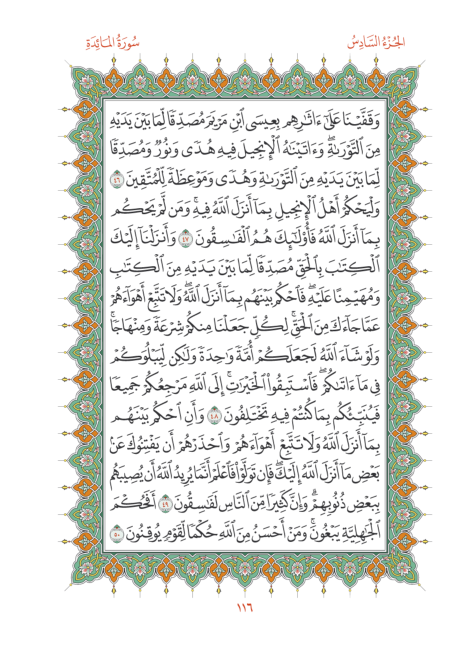 الجُزْءُ السَّادِسُ
سُورَةُ المَائِدَةِ
وَقَفَّيْنَا عَلَىٰٓ ءَاثَٰرِهِم بِعِيسَى ٱبْنِ مَرْيَمَ مُصَدِّقًا لِّمَا بَيْنَ يَدَيْهِ
مِنَ ٱلتَّوْرَىٰةِۖ وَءَاتَيْنَٰهُ ٱلْإِنجِيلَ فِيهِ هُدًى وَنُورٌ وَمُصَدِّقًا
لِّمَا بَيْنَ يَدَيْهِ مِنَ ٱلتَّوْرَىٰةِ وَهُدًى وَمَوْعِظَةً لِّلْمُتَّقِينَ ٤٦
وَلْيَحْكُمْ أَهْلُ ٱلْإِنجِيلِ بِمَآ أَنزَلَ ٱللَّهُ فِيهِۚ وَمَن لَّمْ يَحْكُم
بِمَآ أَنزَلَ ٱللَّهُ فَأُو۟لَٰٓئِكَ هُمُ ٱلْفَٰسِقُونَ ٤٧ وَأَنزَلْنَآ إِلَيْكَ
ٱلْكِتَٰبَ بِٱلْحَقِّ مُصَدِّقًا لِّمَا بَيْنَ يَدَيْهِ مِنَ ٱلْكِتَٰبِ
وَمُهَيْمِنًا عَلَيْهِۖ فَٱحْكُم بَيْنَهُم بِمَآ أَنزَلَ ٱللَّهُۖ وَلَا تَتَّبِعْ أَهْوَآءَهُمْ
عَمَّا جَآءَكَ مِنَ ٱلْحَقِّۚ لِكُلٍّ جَعَلْنَا مِنكُمْ شِرْعَةً وَمِنْهَاجًاۚ
وَلَوْ شَآءَ ٱللَّهُ لَجَعَلَكُمْ أُمَّةً وَٰحِدَةً وَلَٰكِن لِّيَبْلُوَكُمْ
فِى مَآ ءَاتَىٰكُمْۖ فَٱسْتَبِقُوا۟ ٱلْخَيْرَٰتِۚ إِلَى ٱللَّهِ مَرْجِعُكُمْ جَمِيعًا
فَيُنَبِّئُكُم بِمَا كُنتُمْ فِيهِ تَخْتَلِفُونَ ٤٨ وَأَنِ ٱحْكُم بَيْنَهُم
بِمَآ أَنزَلَ ٱللَّهُ وَلَا تَتَّبِعْ أَهْوَآءَهُمْ وَٱحْذَرْهُمْ أَن يَفْتِنُوكَ عَنۢ
بَعْضِ مَآ أَنزَلَ ٱللَّهُ إِلَيْكَۖ فَإِن تَوَلَّوْا۟ فَٱعْلَمْ أَنَّمَا يُرِيدُ ٱللَّهُ أَن يُصِيبَهُم
بِبَعْضِ ذُنُوبِهِمْۗ وَإِنَّ كَثِيرًا مِّنَ ٱلنَّاسِ لَفَٰسِقُونَ ٤٩ أَفَحُكْمَ
ٱلْجَٰهِلِيَّةِ يَبْغُونَۚ وَمَنْ أَحْسَنُ مِنَ ٱللَّهِ حُكْمًا لِّقَوْمٍ يُوقِنُونَ ٥٠
١١٦